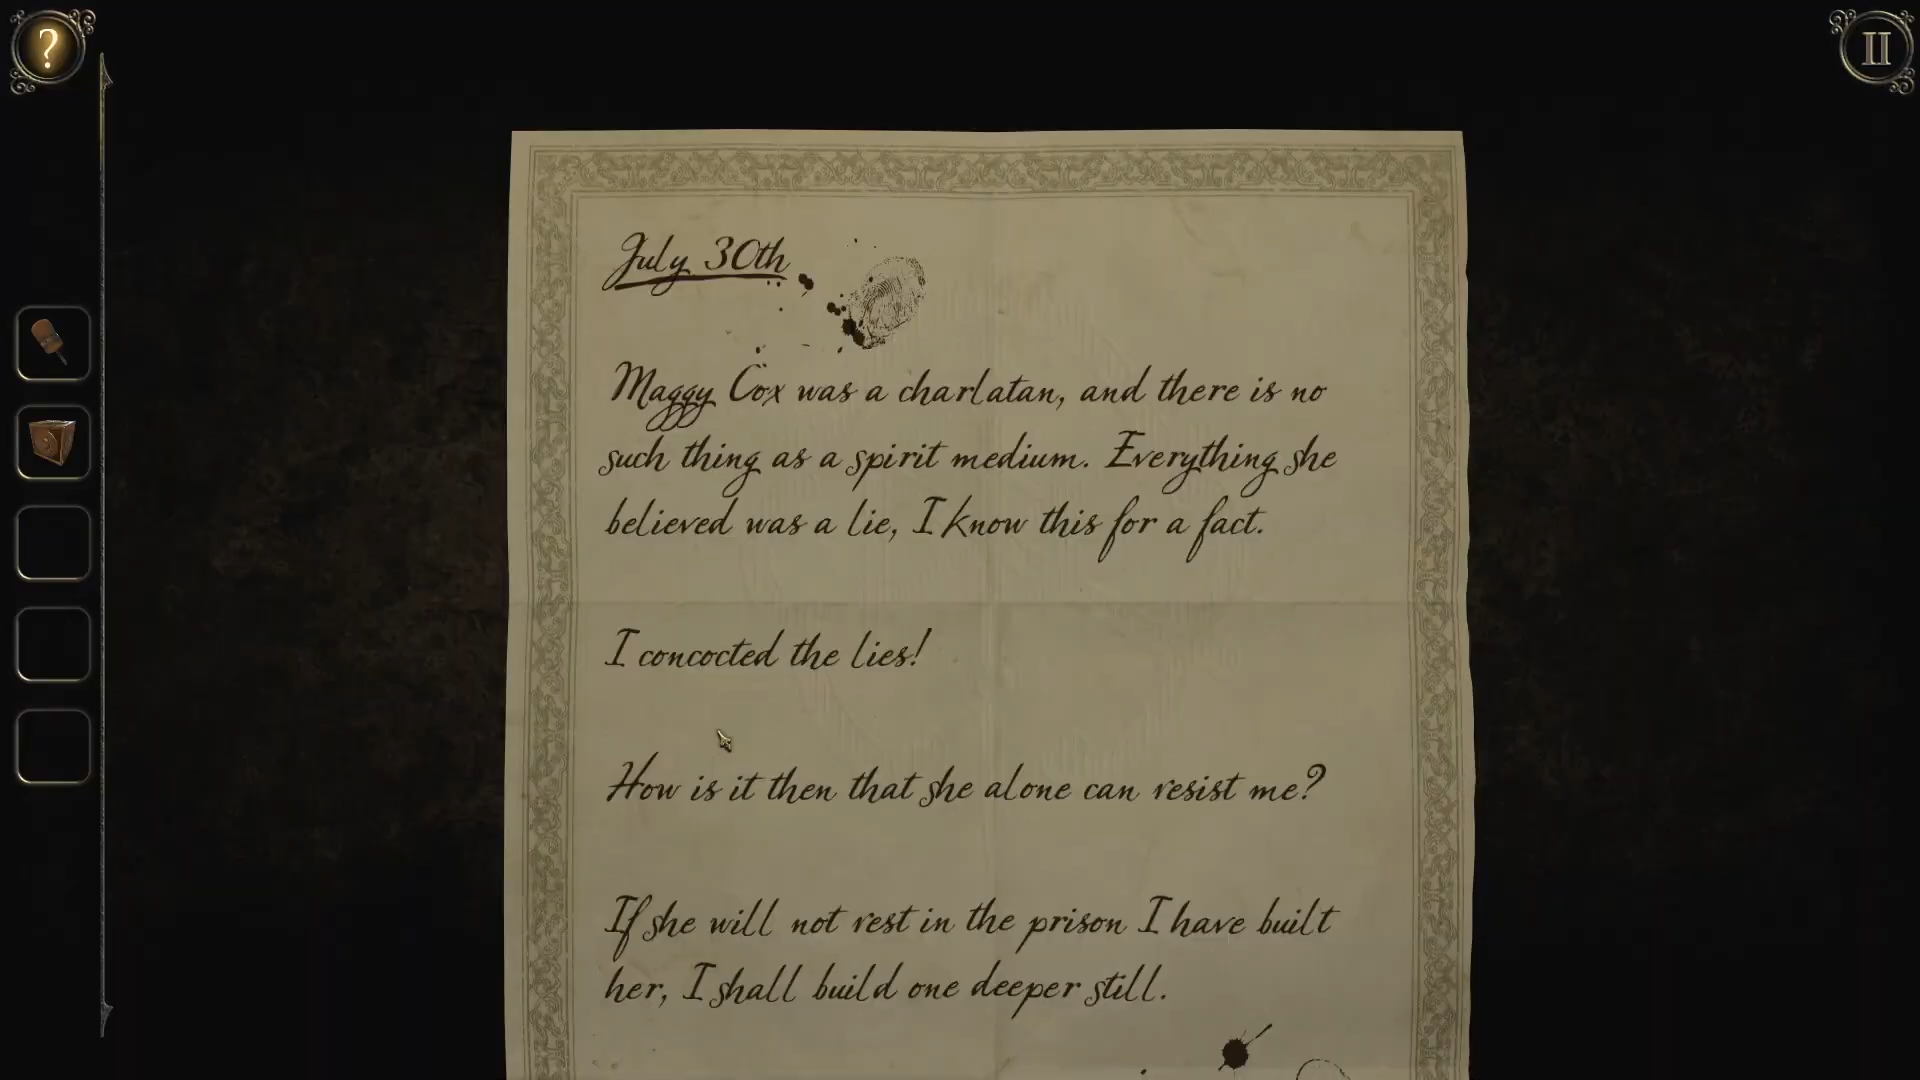 ?
II
July 30th
Maggy Cox was a charlatan, and there is no
such thing as a spirit medium. Everything she
believed was a lie, I know this for a fact.
I concocted the lies!
How is it then that she alone can resist me?
If she will not rest in the prison I have built
her, I shall build one deeper still.